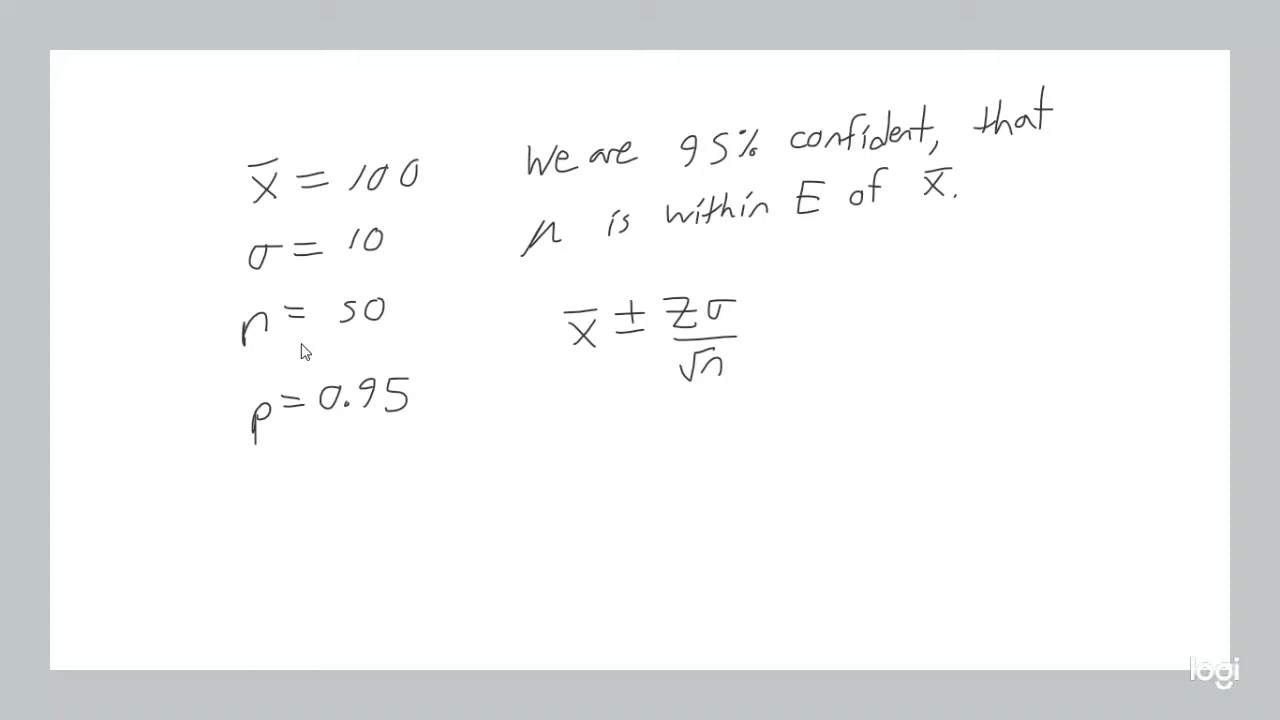 x̄ = 100
σ = 10
n = 50
p = 0.95
We are 95% confident, that
μ is within E of x̄.
x̄ ± zσ/√n
logi